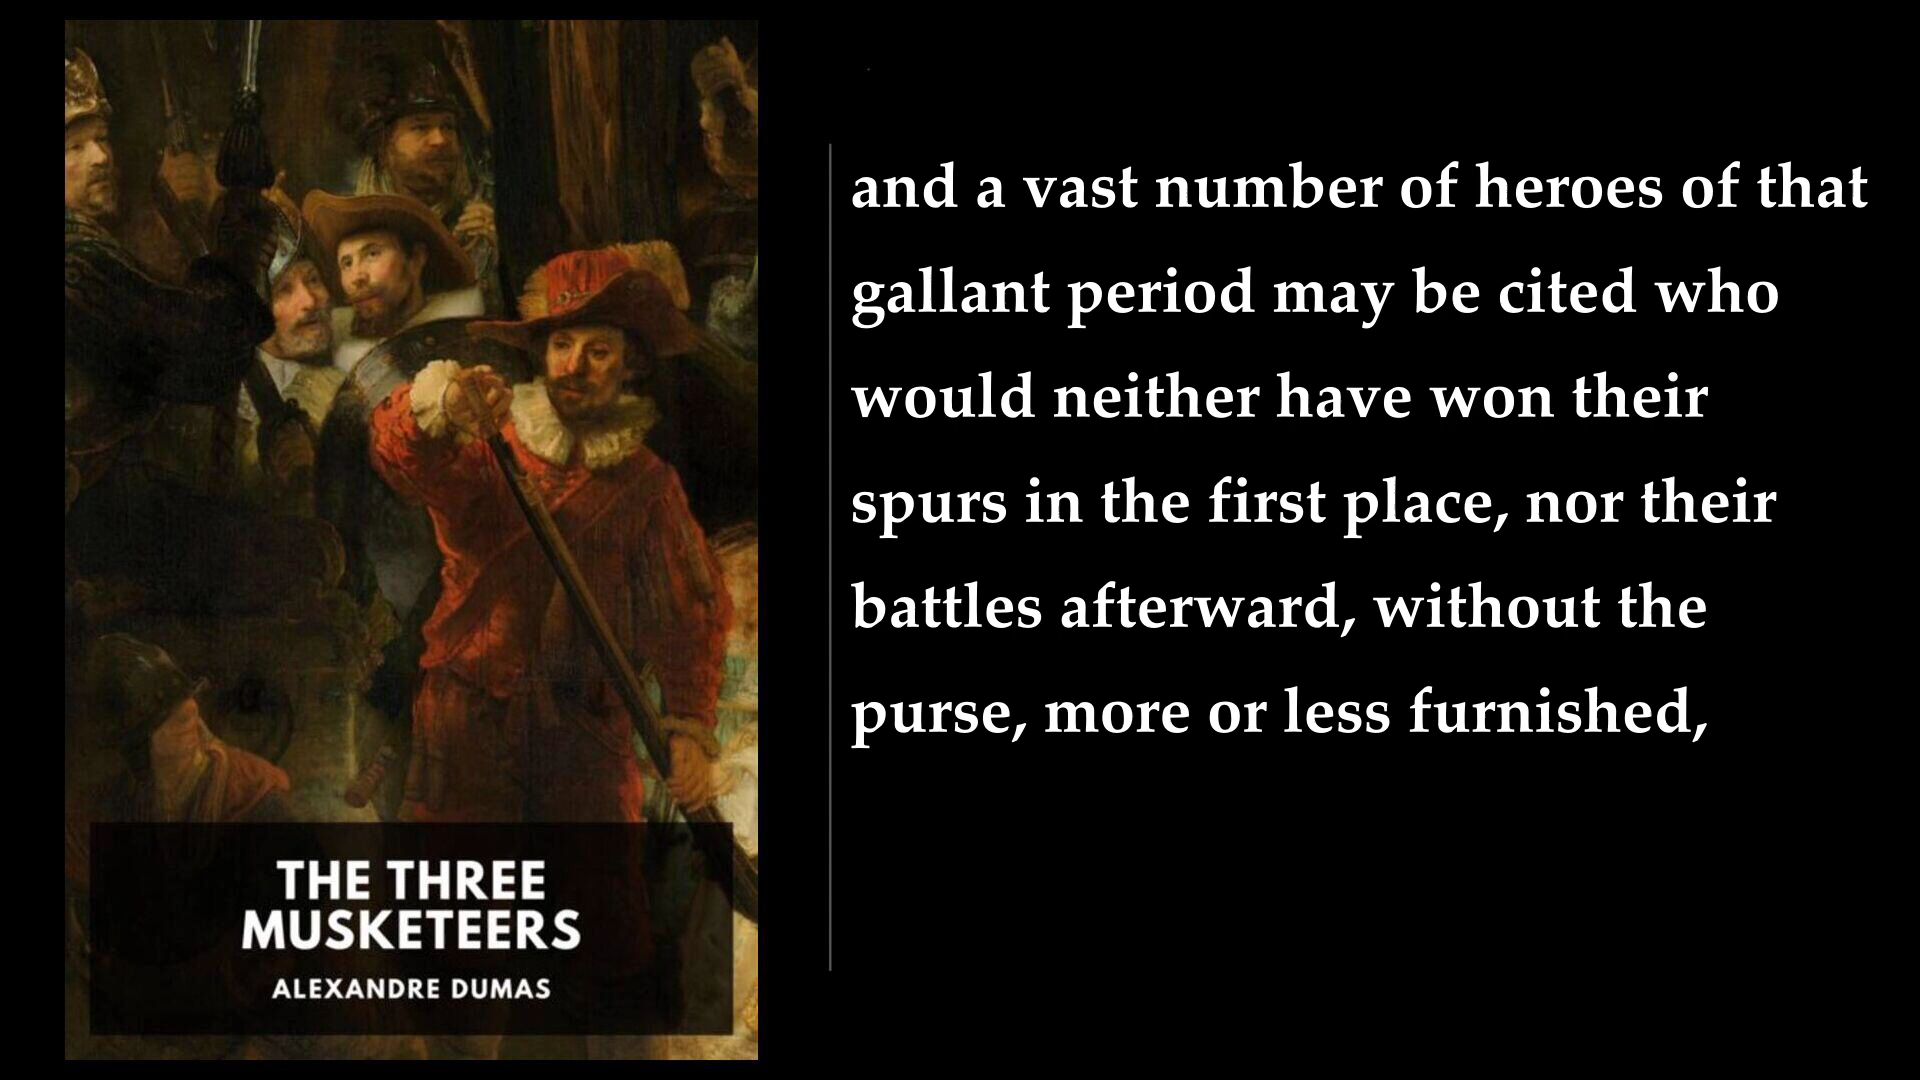 THE THREE
MUSKETEERS
ALEXANDRE DUMAS
and a vast number of heroes of that
gallant period may be cited who
would neither have won their
spurs in the first place, nor their
battles afterward, without the
purse, more or less furnished,